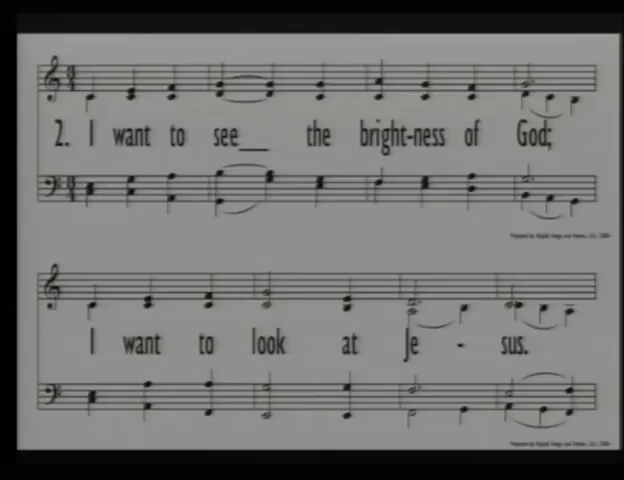 2. I want to see__ the bright-ness of God;
I want to look at Je - sus.